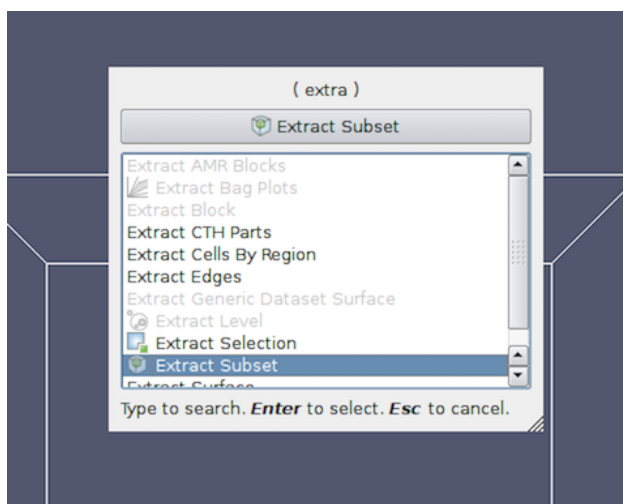 ( extra )
Extract Subset
Extract AMR Blocks
Extract Bag Plots
Extract Block
Extract CTH Parts
Extract Cells By Region
Extract Edges
Extract Generic Dataset Surface
Extract Level
Extract Selection
Extract Subset
Extract Surface
Type to search. Enter to select. Esc to cancel.